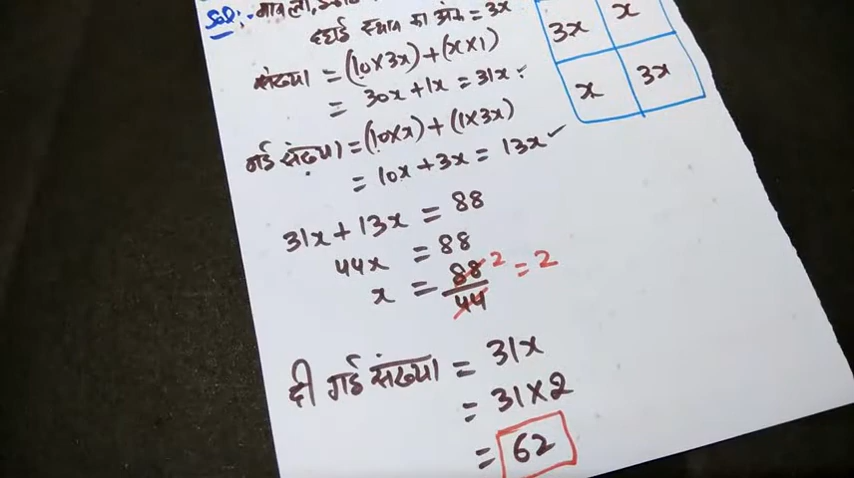 Sol:- माना,
दहाई स्थान का अंक = 3x
संख्या = (10×3x)+(x×1)
= 30x+1x = 31x
नई संख्या = (10×x)+(1×3x)
= 10x+3x = 13x ✓
31x+13x = 88
44x = 88
x = 88/44 2 = 2
दी गई संख्या = 31x
= 31×2
= 62
3x x
x 3x